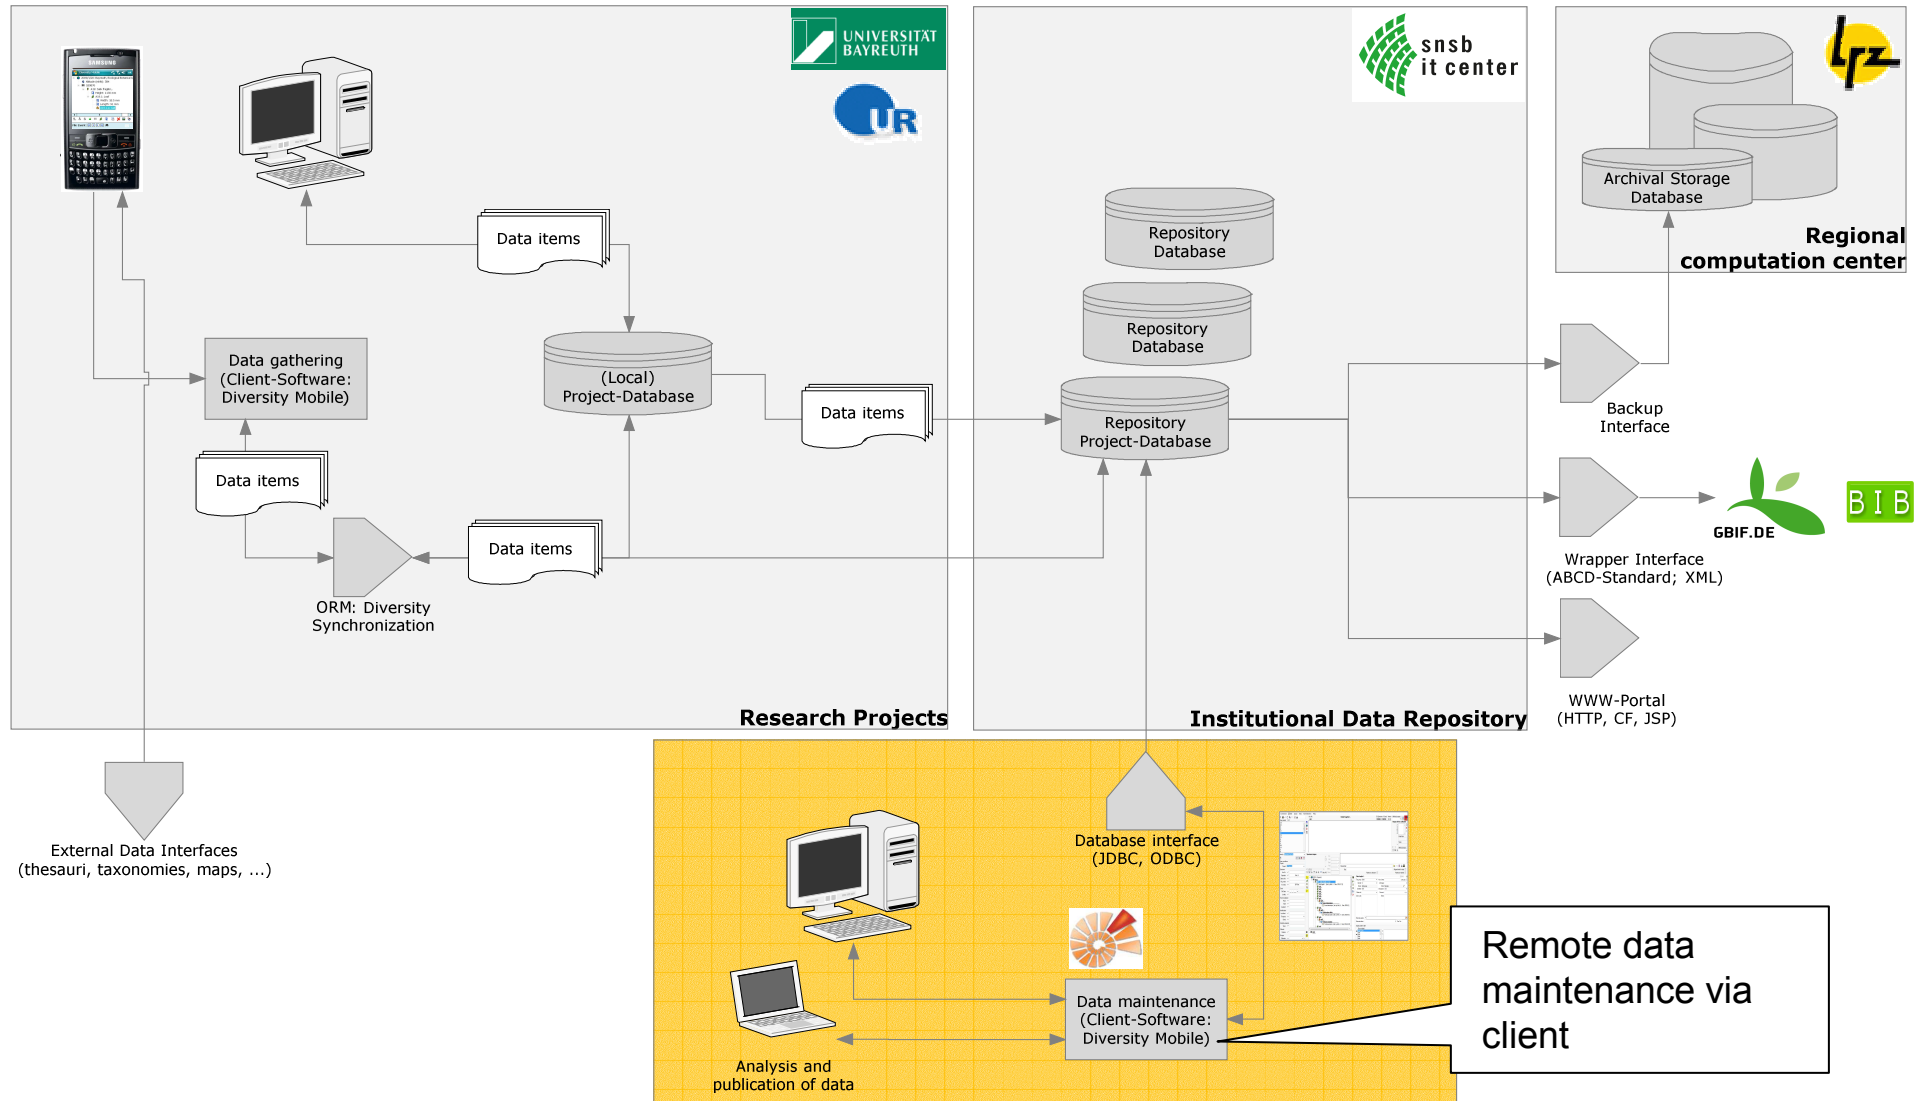 UNIVERSITÄT
BAYREUTH
UR
snsb
it center
lrz
SAMSUNG
Data items
Repository
Database
Archival Storage
Database
Regional
computation center
Data gathering
(Client-Software:
Diversity Mobile)
(Local)
Project-Database
Repository
Database
Data items
Repository
Project-Database
Backup
Interface
Data items
Data items
ORM: Diversity
Synchronization
GBIF.DE
BIB
Wrapper Interface
(ABCD-Standard; XML)
WWW-Portal
(HTTP, CF, JSP)
Research Projects
Institutional Data Repository
External Data Interfaces
(thesauri, taxonomies, maps, ...)
Database interface
(JDBC, ODBC)
Data maintenance
(Client-Software:
Diversity Mobile)
Analysis and
publication of data
Remote data
maintenance via
client